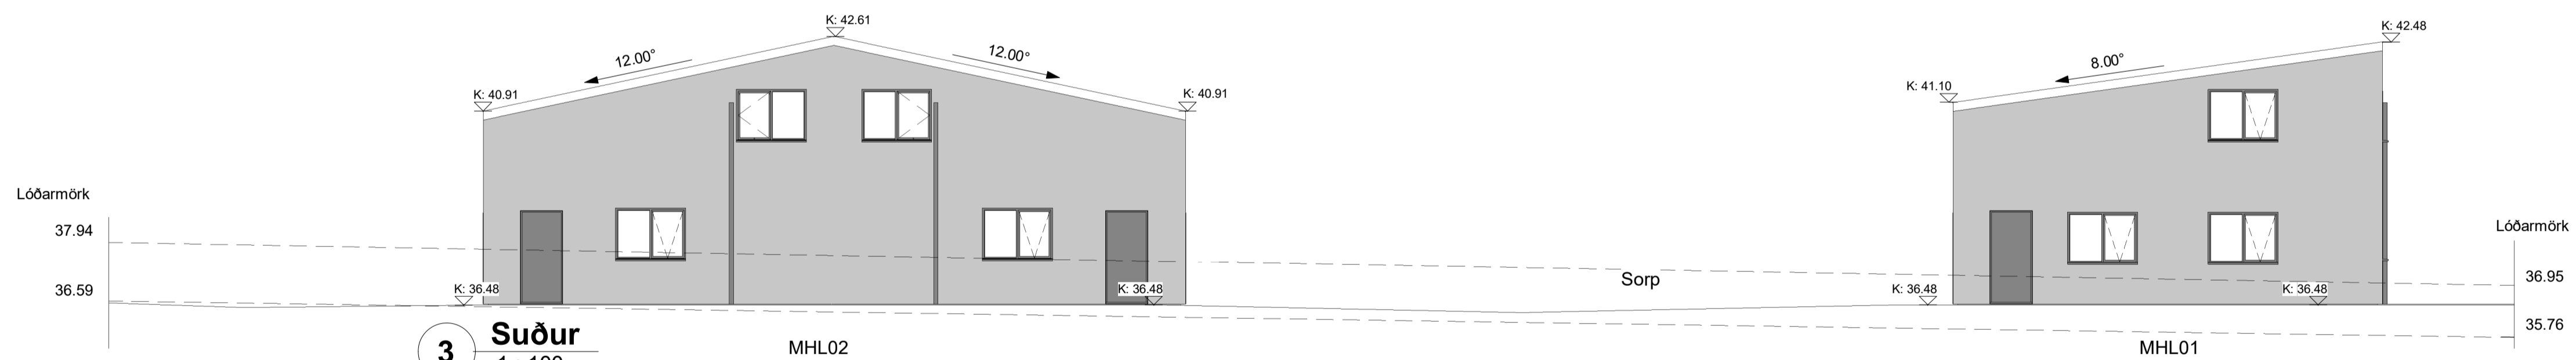 K: 42.61
K: 42.48
12.00°
12.00°
8.00°
K: 40.91
K: 40.91
K: 41.10
Lóðarmörk
Lóðarmörk
37.94
36.59
K: 36.48
K: 36.48
Sorp
K: 36.48
K: 36.48
36.95
35.76
3
Suður
MHL02
MHL01